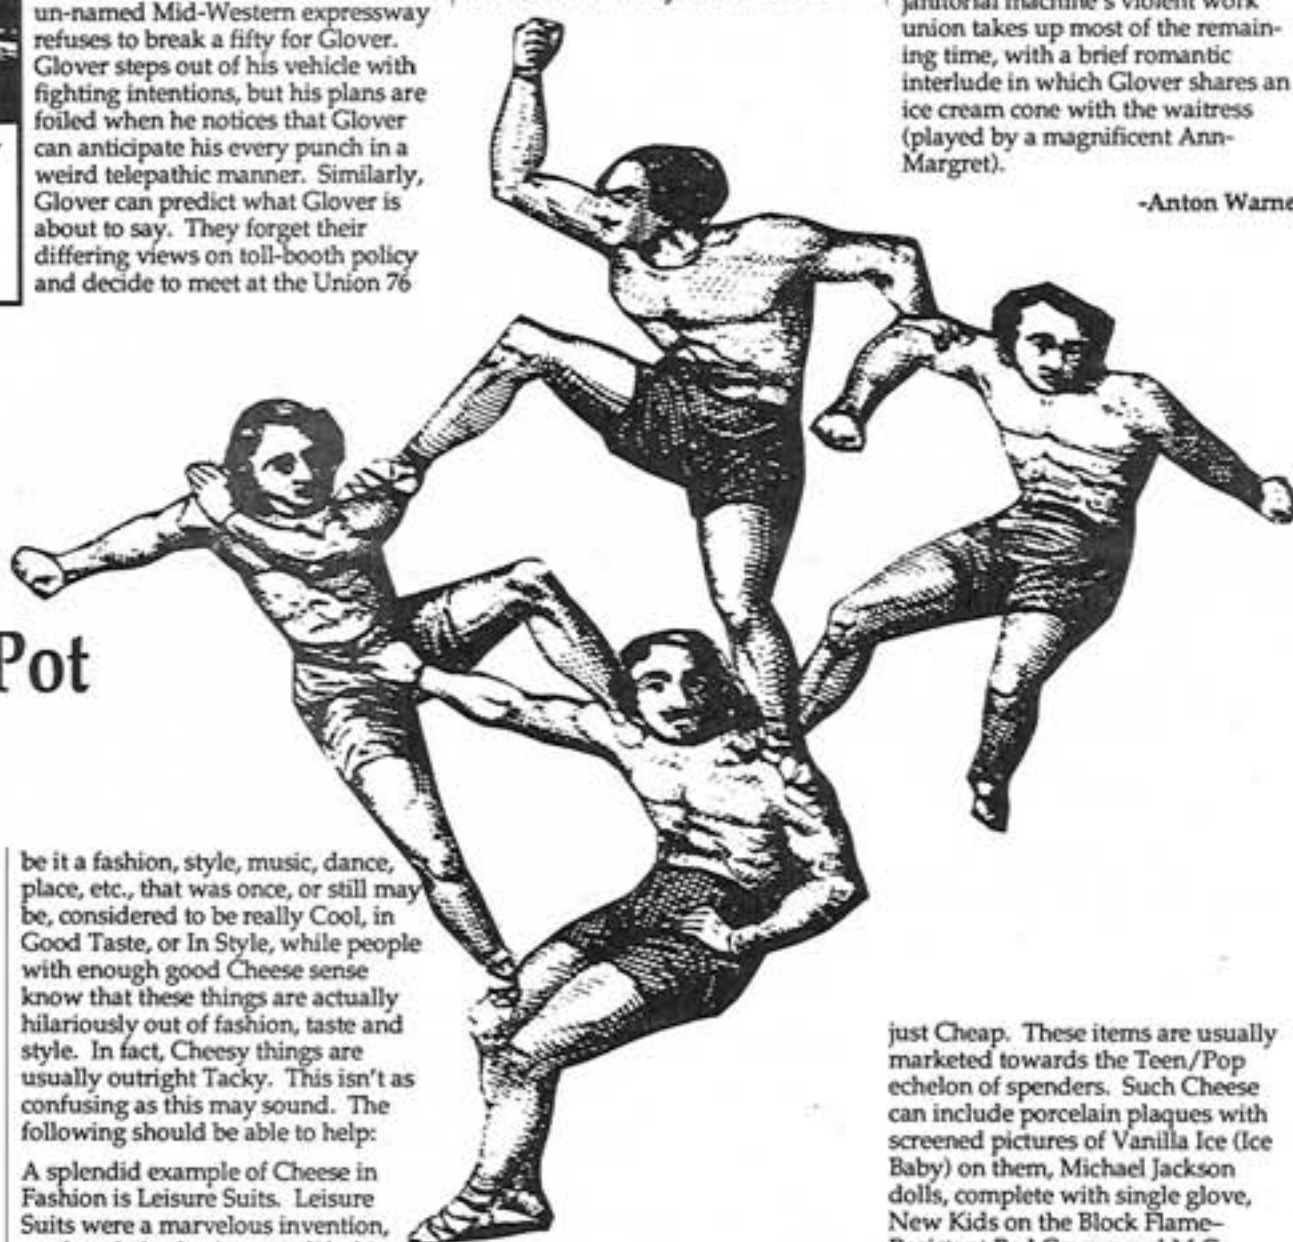 un-named Mid-Western expressway
refuses to break a fifty for Glover.
Glover steps out of his vehicle with
fighting intentions, but his plans are
foiled when he notices that Glover
can anticipate his every punch in a
weird telepathic manner. Similarly,
Glover can predict what Glover is
about to say. They forget their
differing views on toll-booth policy
and decide to meet at the Union 76
janitorial machine's violent work
union takes up most of the remain-
ing time, with a brief romantic
interlude in which Glover shares an
ice cream cone with the waitress
(played by a magnificent Ann-
Margret).
-Anton Warne
Pot
be it a fashion, style, music, dance,
place, etc., that was once, or still may
be, considered to be really Cool, in
Good Taste, or In Style, while people
with enough good Cheese sense
know that these things are actually
hilariously out of fashion, taste and
style. In fact, Cheesy things are
usually outright Tacky. This isn't as
confusing as this may sound. The
following should be able to help:
A splendid example of Cheese in
Fashion is Leisure Suits. Leisure
Suits were a marvelous invention,
just Cheap. These items are usually
marketed towards the Teen/Pop
echelon of spenders. Such Cheese
can include porcelain plaques with
screened pictures of Vanilla Ice (Ice
Baby) on them, Michael Jackson
dolls, complete with single glove,
New Kids on the Block Flame–